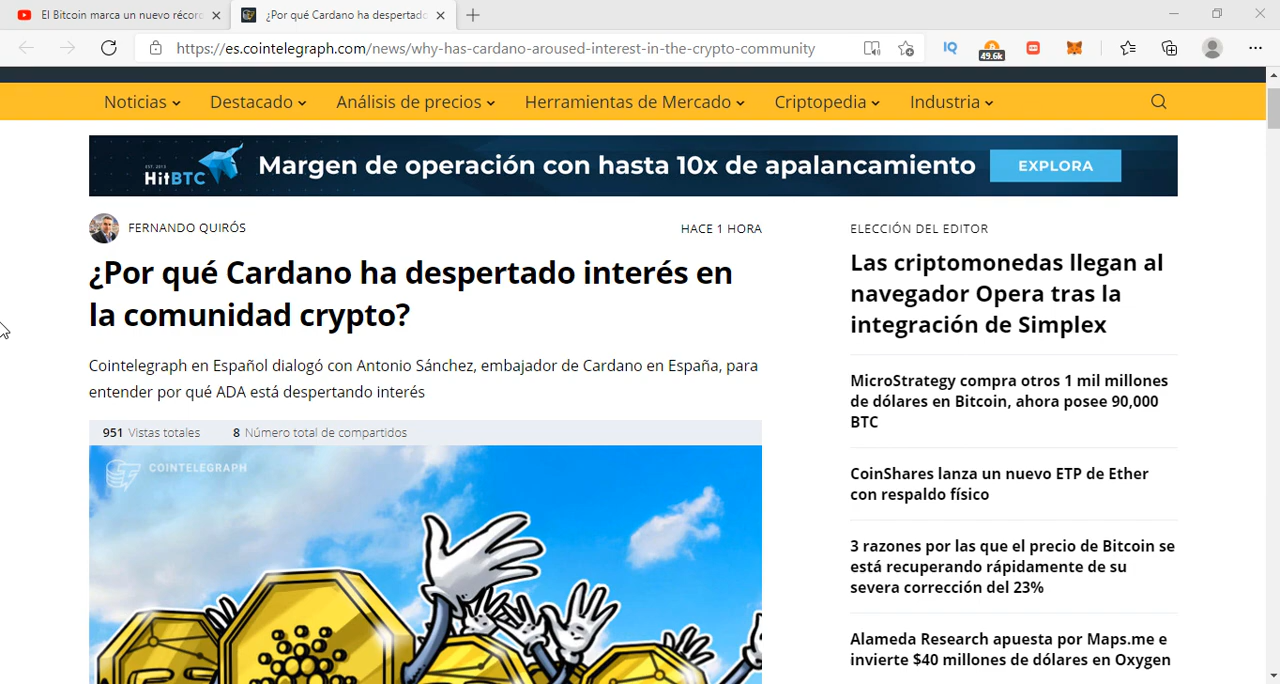 El Bitcoin marca un nuevo récor
¿Por qué Cardano ha despertado
https://es.cointelegraph.com/news/why-has-cardano-aroused-interest-in-the-crypto-community
IQ
49.6k
Noticias
Destacado
Análisis de precios
Herramientas de Mercado
Criptopedia
Industria
HitBTC
Margen de operación con hasta 10x de apalancamiento
EXPLORA
FERNANDO QUIRÓS
HACE 1 HORA
¿Por qué Cardano ha despertado interés en
la comunidad crypto?
Cointelegraph en Español dialogó con Antonio Sánchez, embajador de Cardano en España, para
entender por qué ADA está despertando interés
951 Vistas totales
8 Número total de compartidos
COINTELEGRAPH
ELECCIÓN DEL EDITOR
Las criptomonedas llegan al
navegador Opera tras la
integración de Simplex
MicroStrategy compra otros 1 mil millones
de dólares en Bitcoin, ahora posee 90,000
BTC
CoinShares lanza un nuevo ETP de Ether
con respaldo físico
3 razones por las que el precio de Bitcoin se
está recuperando rápidamente de su
severa corrección del 23%
Alameda Research apuesta por Maps.me e
invierte $40 millones de dólares en Oxygen